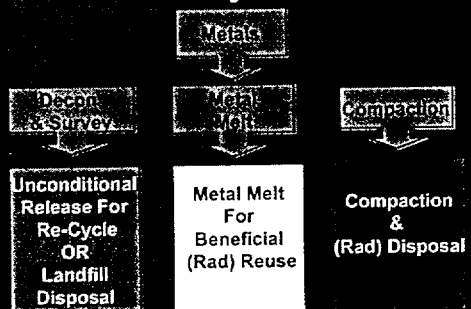 Metals
Decon
& Survey
Metal
Melt
Compaction
Unconditional
Release For
Re-Cycle
OR
Landfill
Disposal
Metal Melt
For
Beneficial
(Rad) Reuse
Compaction
&
(Rad) Disposal